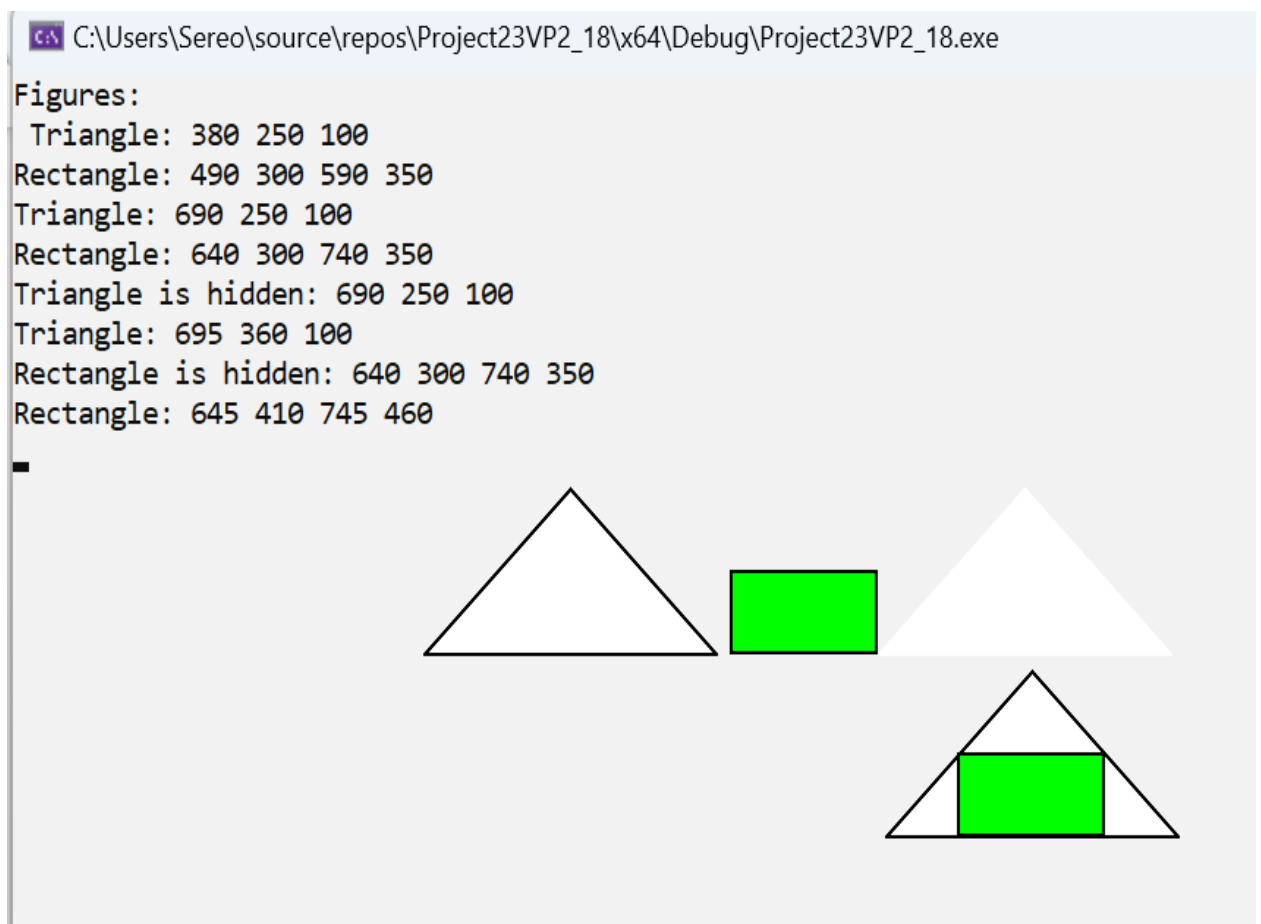 C:\Users\Sereo\source\repos\Project23VP2_18\x64\Debug\Project23VP2_18.exe
Figures:
Triangle: 380 250 100
Rectangle: 490 300 590 350
Triangle: 690 250 100
Rectangle: 640 300 740 350
Triangle is hidden: 690 250 100
Triangle: 695 360 100
Rectangle is hidden: 640 300 740 350
Rectangle: 645 410 745 460